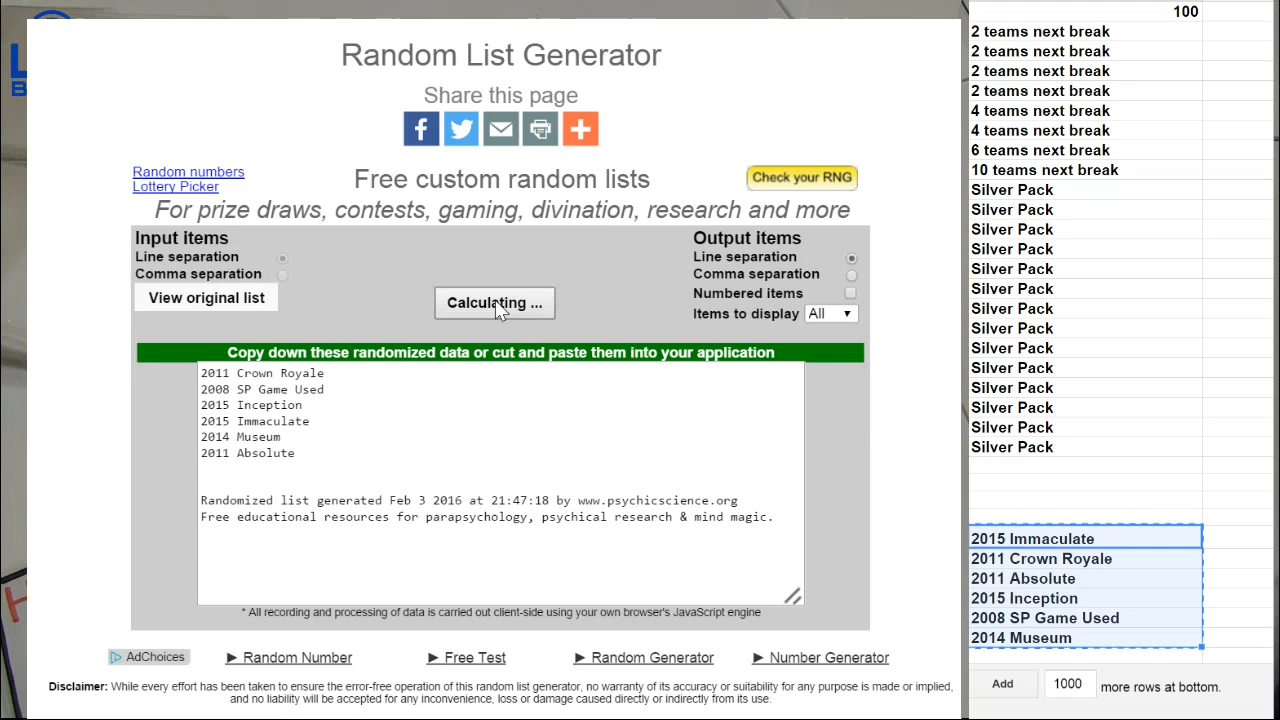 Random List Generator
Share this page
Random numbers
Lottery Picker
Free custom random lists
Check your RNG
For prize draws, contests, gaming, divination, research and more
Input items
Line separation
Comma separation
View original list
Calculating ...
Output items
Line separation
Comma separation
Numbered items
Items to display All
Copy down these randomized data or cut and paste them into your application
2011 Crown Royale
2008 SP Game Used
2015 Inception
2015 Immaculate
2014 Museum
2011 Absolute
Randomized list generated Feb 3 2016 at 21:47:18 by www.psychicscience.org
Free educational resources for parapsychology, psychical research & mind magic.
* All recording and processing of data is carried out client-side using your own browser's JavaScript engine
AdChoices
► Random Number
► Free Test
► Random Generator
► Number Generator
Disclaimer: While every effort has been taken to ensure the error-free operation of this random list generator, no warranty of its accuracy or suitability for any purpose is made or implied,
and no liability will be accepted for any inconvenience, loss or damage caused directly or indirectly from its use.
100
2 teams next break
2 teams next break
2 teams next break
2 teams next break
4 teams next break
4 teams next break
6 teams next break
10 teams next break
Silver Pack
Silver Pack
Silver Pack
Silver Pack
Silver Pack
Silver Pack
Silver Pack
Silver Pack
Silver Pack
Silver Pack
Silver Pack
Silver Pack
Silver Pack
Silver Pack
2015 Immaculate
2011 Crown Royale
2011 Absolute
2015 Inception
2008 SP Game Used
2014 Museum
Add 1000 more rows at bottom.